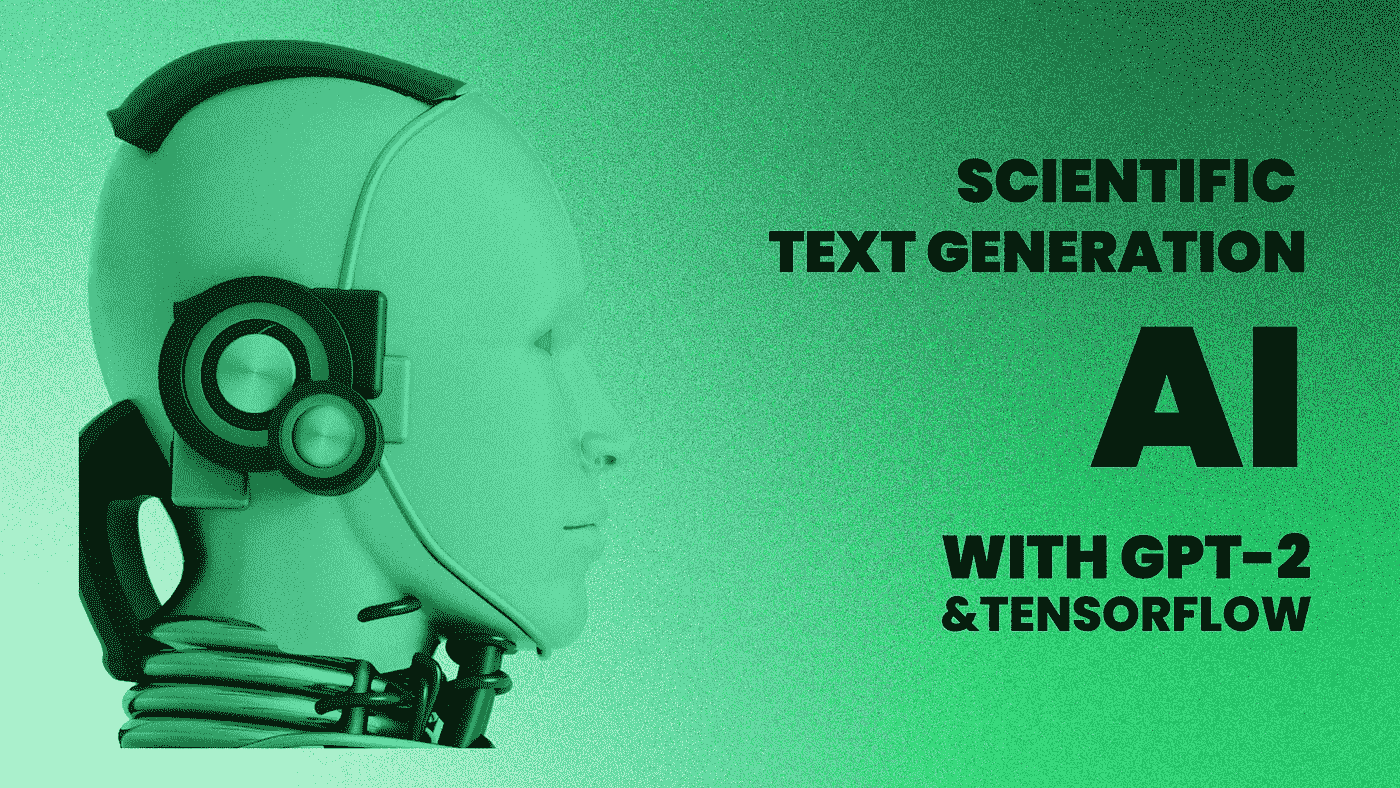 SCIENTIFIC
TEXT GENERATION
AI
WITH GPT-2
&TENSORFLOW